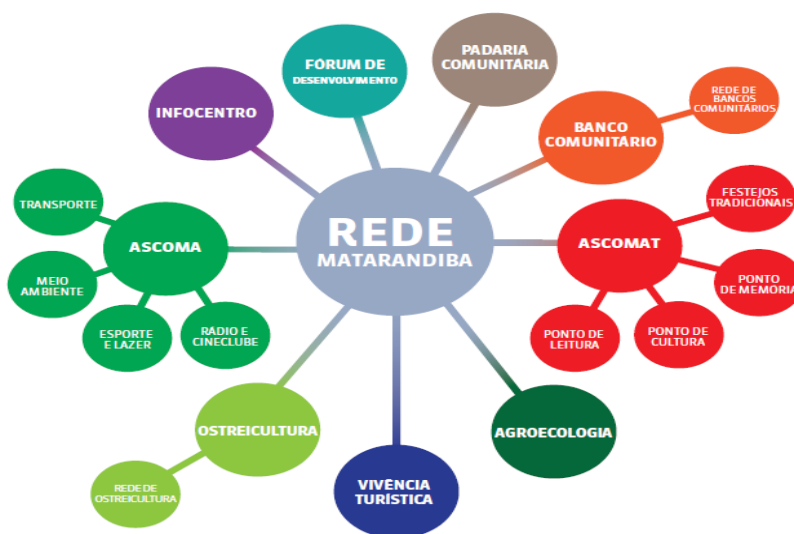 PADARIA
COMUNITÁRIA
FÓRUM DE
DESENVOLVIMENTO
INFOCENTRO
REDE DE
BANCOS
COMUNITÁRIOS
BANCO
COMUNITÁRIO
TRANSPORTE
ASCOMA
MEIO
AMBIENTE
ESPORTE
E LAZER
RÁDIO E
CINECLUBE
REDE
MATARANDIBA
ASCOMAT
FESTEJOS
TRADICIONAIS
PONTO
DE MEMÓRIA
PONTO DE
LEITURA
PONTO DE
CULTURA
OSTREICULTURA
REDE DE
OSTREICULTURA
VIVÊNCIA
TURÍSTICA
AGROECOLOGIA